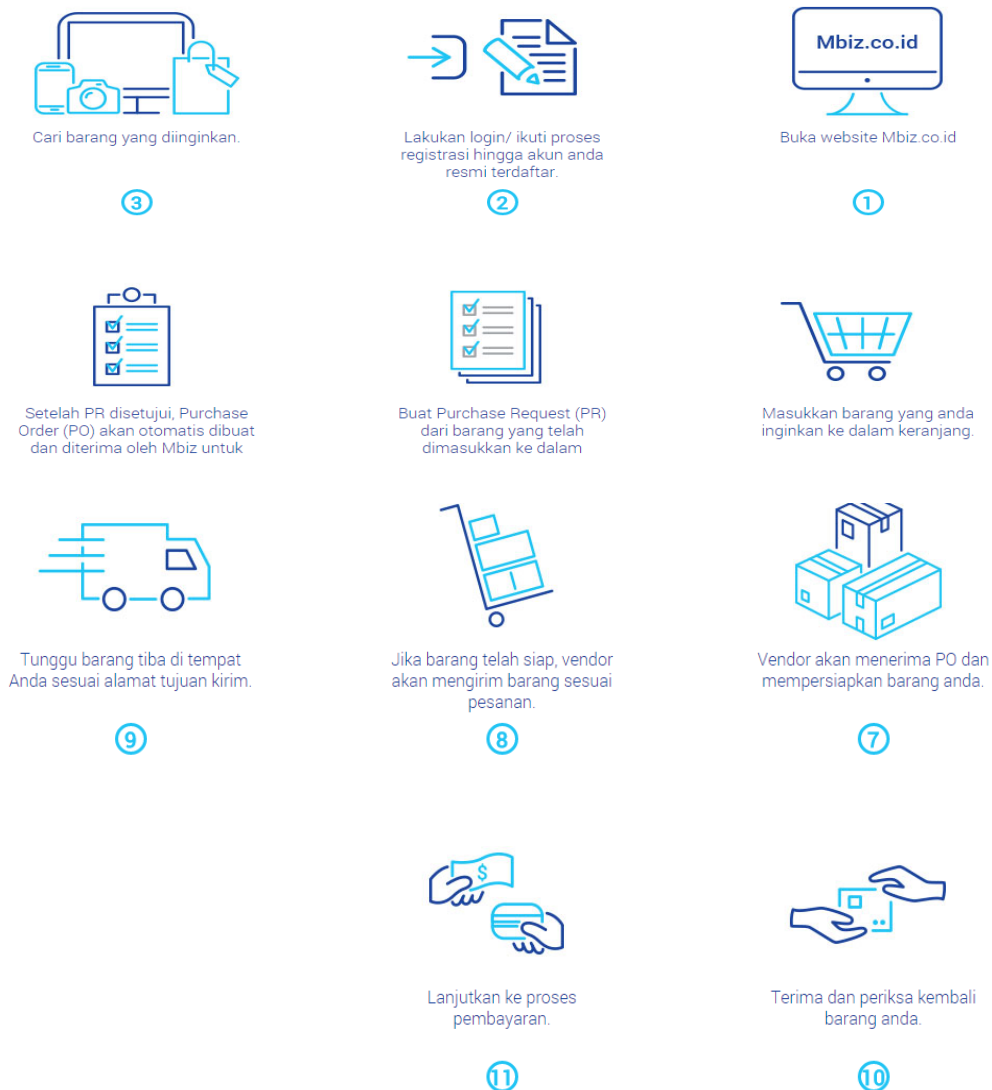 Mbiz.co.id
Buka website Mbiz.co.id
1
Lakukan login/ ikuti proses
registrasi hingga akun anda
resmi terdaftar.
2
Cari barang yang diinginkan.
3
Masukkan barang yang anda
inginkan ke dalam keranjang.
Buat Purchase Request (PR)
dari barang yang telah
dimasukkan ke dalam
Setelah PR disetujui, Purchase
Order (PO) akan otomatis dibuat
dan diterima oleh Mbiz untuk
Vendor akan menerima PO dan
mempersiapkan barang anda.
7
Jika barang telah siap, vendor
akan mengirim barang sesuai
pesanan.
8
Tunggu barang tiba di tempat
Anda sesuai alamat tujuan kirim.
9
Terima dan periksa kembali
barang anda.
10
$
Lanjutkan ke proses
pembayaran.
11